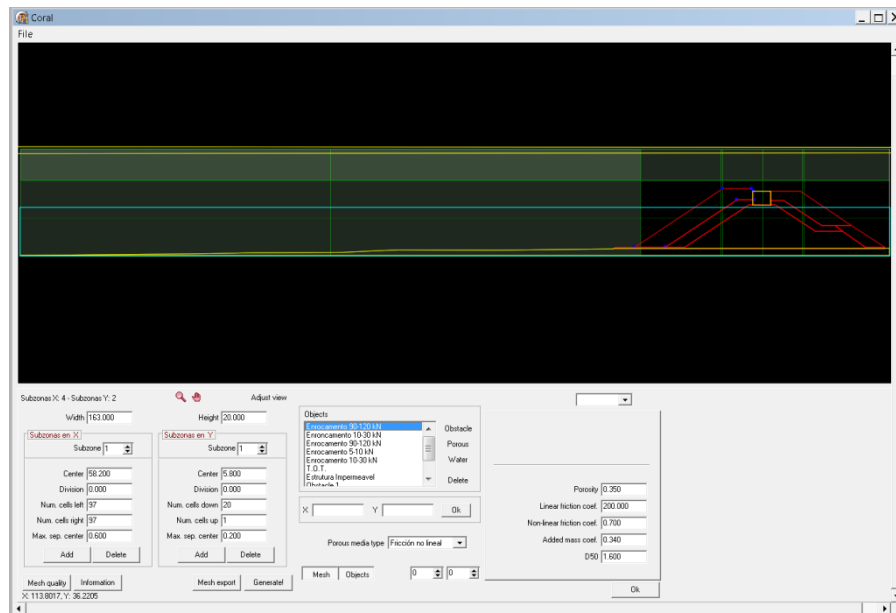 Coral
File
Subzonas X: 4 - Subzonas Y: 2
Adjust view
Width 163.000
Height 20.000
Subzonas en X
Subzone 1
Center 58.200
Division 0.000
Num. cells left 97
Num. cells right 97
Max. sep. center 0.600
Add Delete
Subzonas en Y
Subzone 1
Center 5.800
Division 0.000
Num. cells down 20
Num. cells up 1
Max. sep. center 0.200
Add Delete
Mesh quality Information
Mesh export Generate!
X: 113.8017, Y: 36.2205
Objects
Enrocamento 90-120 kN
Enroncamento 10-30 kN
Enrocamento 90-120 kN
Enrocamento 5-10 kN
Enrocamento 10-30 kN
T.O.T.
Estrutura Impermeavel
Obstacle 1
Obstacle
Porous
Water
Delete
X Y Ok
Porous media type Fricción no lineal
Mesh Objects 0 0
Porosity 0.350
Linear friction coef. 200.000
Non-linear friction coef. 0.700
Added mass coef. 0.340
D50 1.600
Ok